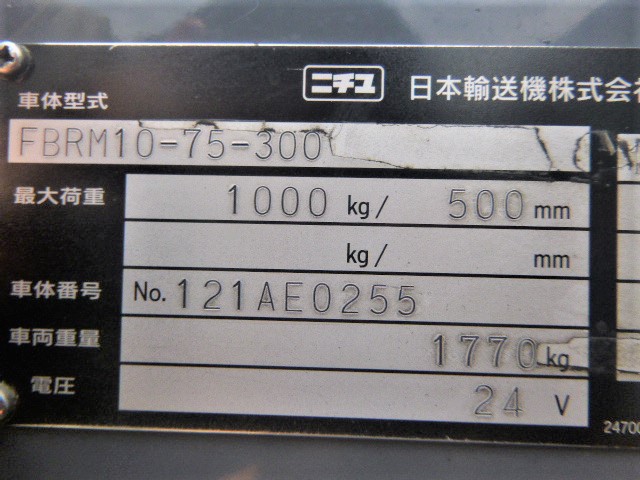 ニチユ 日本輸送機株式会社
車体型式
FBRM10-75-300
最大荷重 1000 kg/ 500 mm
kg/ mm
車体番号 No. 121AE0255
車両重量 1770 kg
電圧 24 V
24700